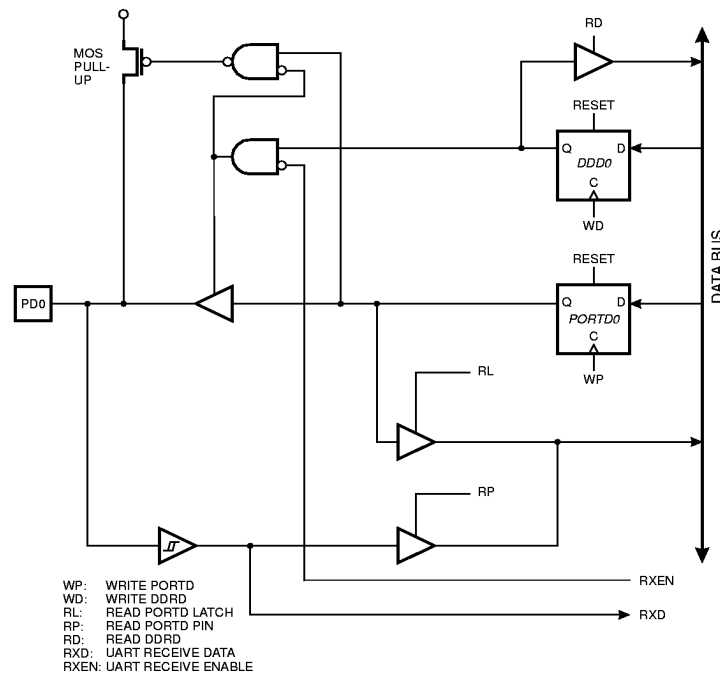 RD
MOS
PULL-
UP
RESET
Q D
DDD0
C
WD
DATA BUS
RESET
PD0
Q D
PORTD0
C
WP
RL
RP
WP: WRITE PORTD
WD: WRITE DDRD
RL: READ PORTD LATCH
RP: READ PORTD PIN
RD: READ DDRD
RXD: UART RECEIVE DATA
RXEN: UART RECEIVE ENABLE
RXEN
RXD